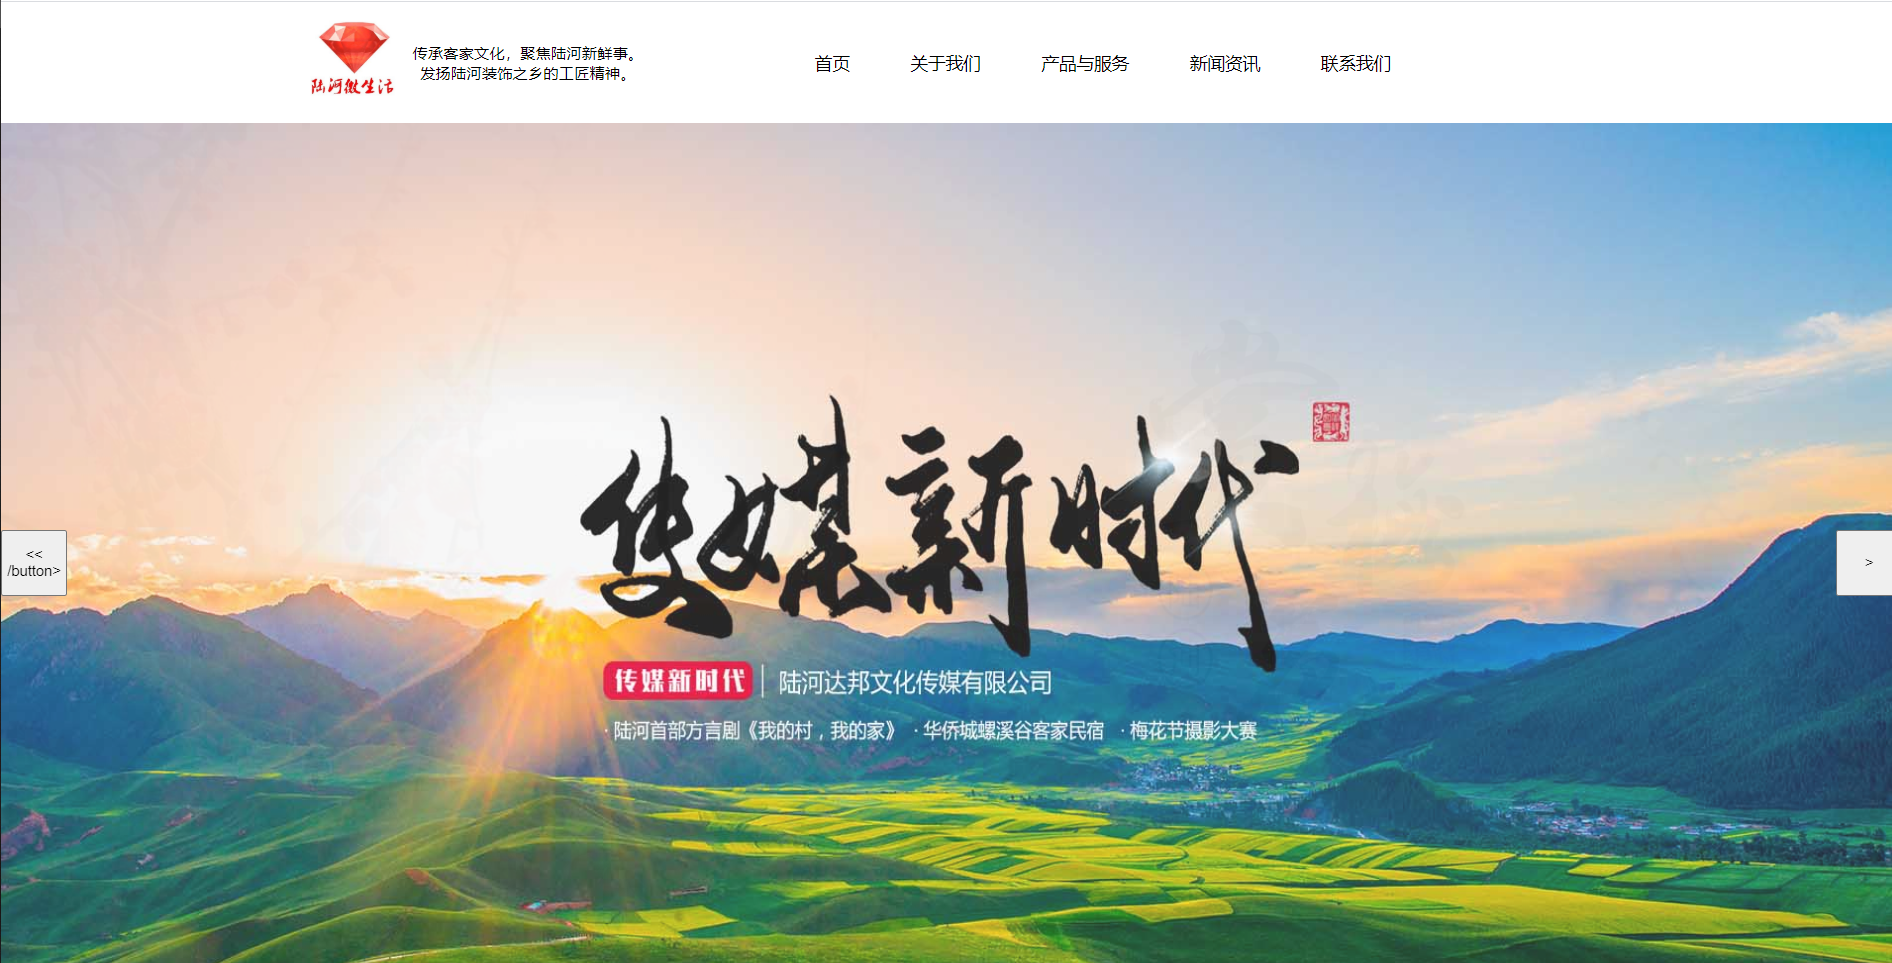 陆河微生活
传承客家文化，聚焦陆河新鲜事。
发扬陆河装饰之乡的工匠精神。
首页
关于我们
产品与服务
新闻资讯
联系我们
传媒新时代
<<
/button>
>
传媒新时代 | 陆河达邦文化传媒有限公司
· 陆河首部方言剧《我的村，我的家》 · 华侨城螺溪谷客家民宿 · 梅花节摄影大赛